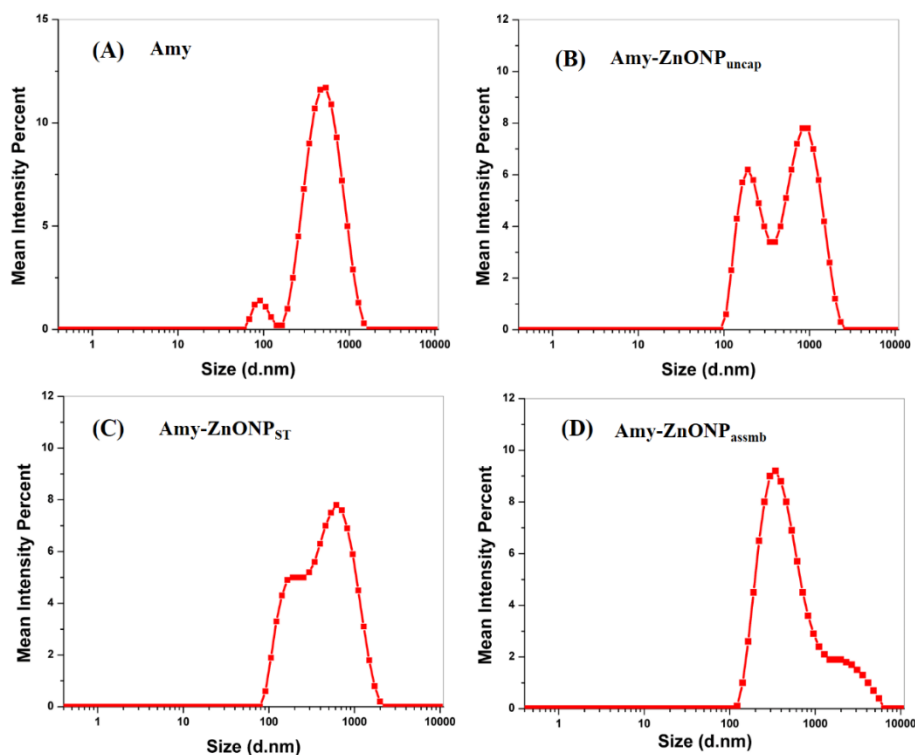 (A) Amy
Mean Intensity Percent
15
10
5
0
1 10 100 1000 10000
Size (d.nm)
(B) Amy-ZnONPuncap
Mean Intensity Percent
12
10
8
6
4
2
0
1 10 100 1000 10000
Size (d.nm)
(C) Amy-ZnONPST
Mean Intensity Percent
12
10
8
6
4
2
0
1 10 100 1000 10000
Size (d.nm)
(D) Amy-ZnONPassmb
Mean Intensity Percent
12
10
8
6
4
2
0
1 10 100 1000 10000
Size (d.nm)